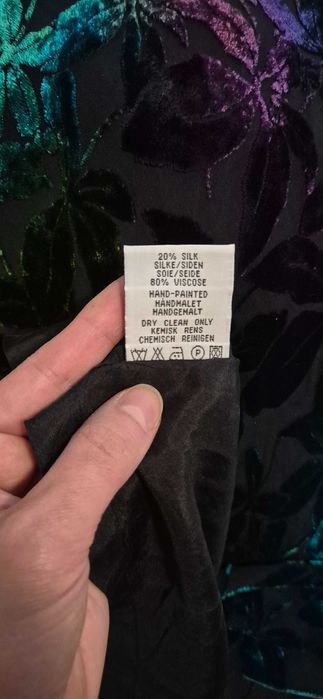 20% SILK
SILKE/SIDEN
SOIE/SEIDE
80% VISCOSE
HAND-PAINTED
HÅNDMALET
HANDGEMALT
DRY CLEAN ONLY
KEMISK RENS
CHEMISCH REINIGEN
P